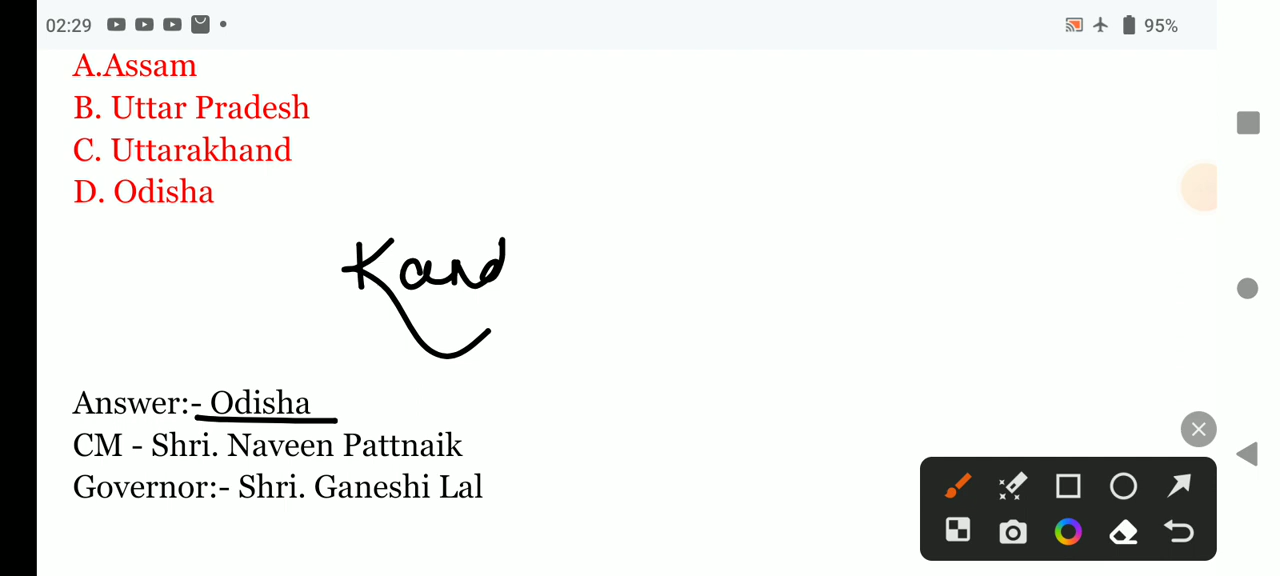 02:29 95%
A.Assam
B. Uttar Pradesh
C. Uttarakhand
D. Odisha
Kand
Answer:- Odisha
CM - Shri. Naveen Pattnaik
Governor:- Shri. Ganeshi Lal